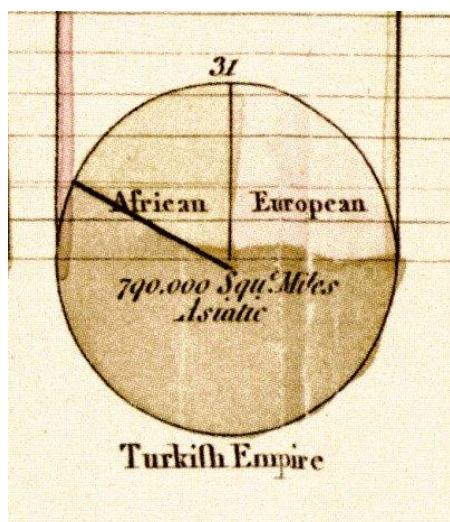 31
African European
790.000 Squ.ᵉ Miles
Asiatic
Turkiſh Empire